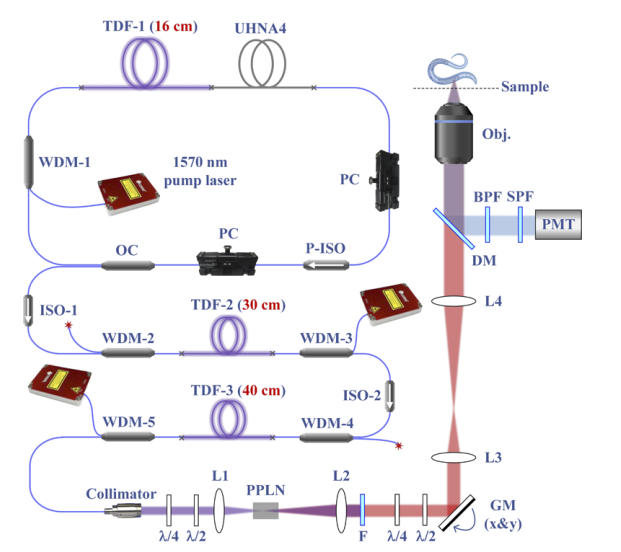 TDF-1 (16 cm)
UHNA4
Sample
Obj.
WDM-1
1570 nm
pump laser
PC
BPF SPF
PMT
DM
OC
PC
P-ISO
ISO-1
TDF-2 (30 cm)
L4
WDM-2
WDM-3
TDF-3 (40 cm)
ISO-2
WDM-5
WDM-4
L3
Collimator
L1
PPLN
L2
GM
(x&y)
λ/4
λ/2
F
λ/4
λ/2